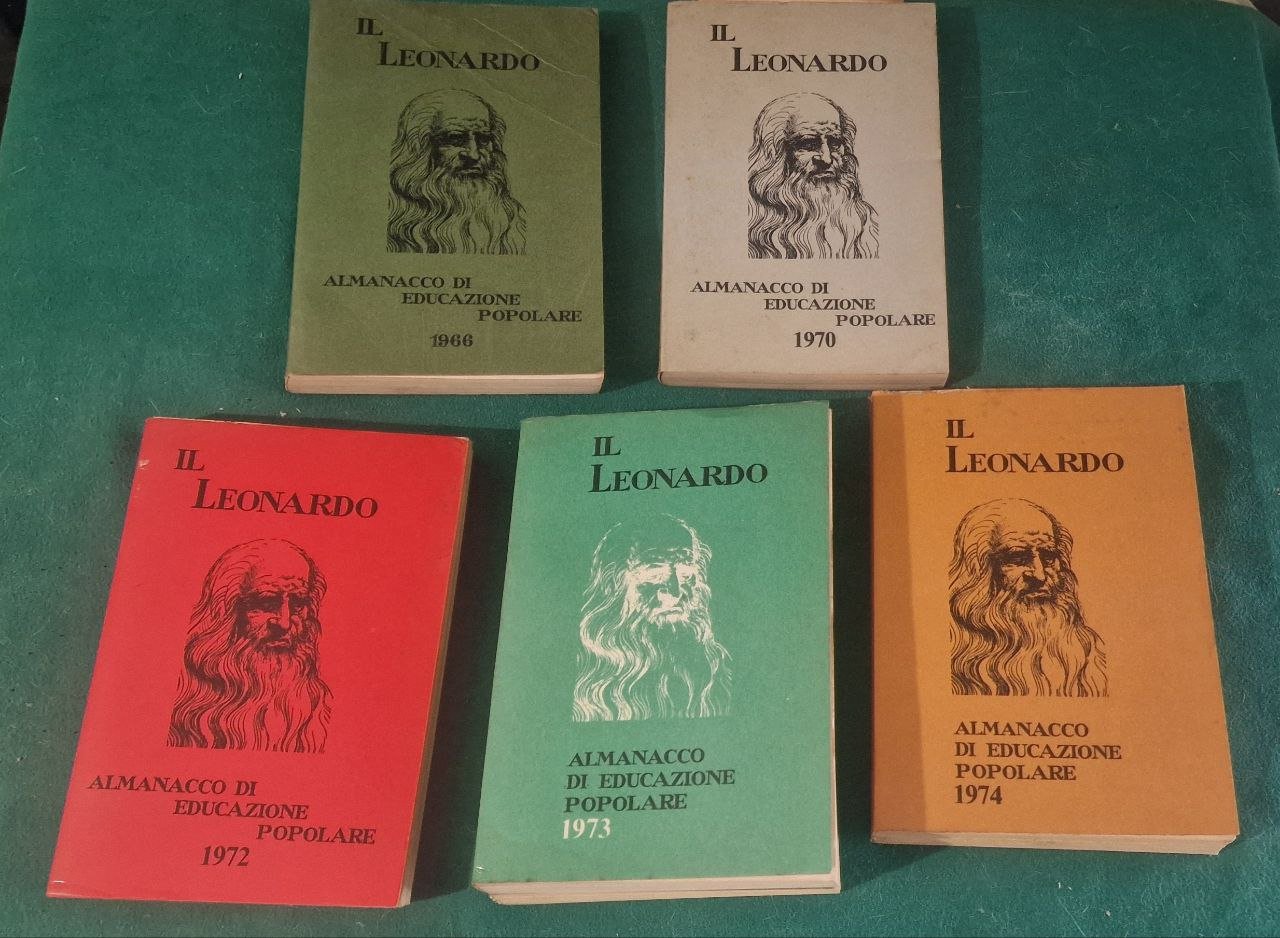 IL
LEONARDO
ALMANACCO DI
EDUCAZIONE
POPOLARE
1966
IL
LEONARDO
ALMANACCO DI
EDUCAZIONE
POPOLARE
1970
IL
LEONARDO
ALMANACCO DI
EDUCAZIONE
POPOLARE
1972
IL
LEONARDO
ALMANACCO
DI EDUCAZIONE
POPOLARE
1973
IL
LEONARDO
ALMANACCO
DI EDUCAZIONE
POPOLARE
1974